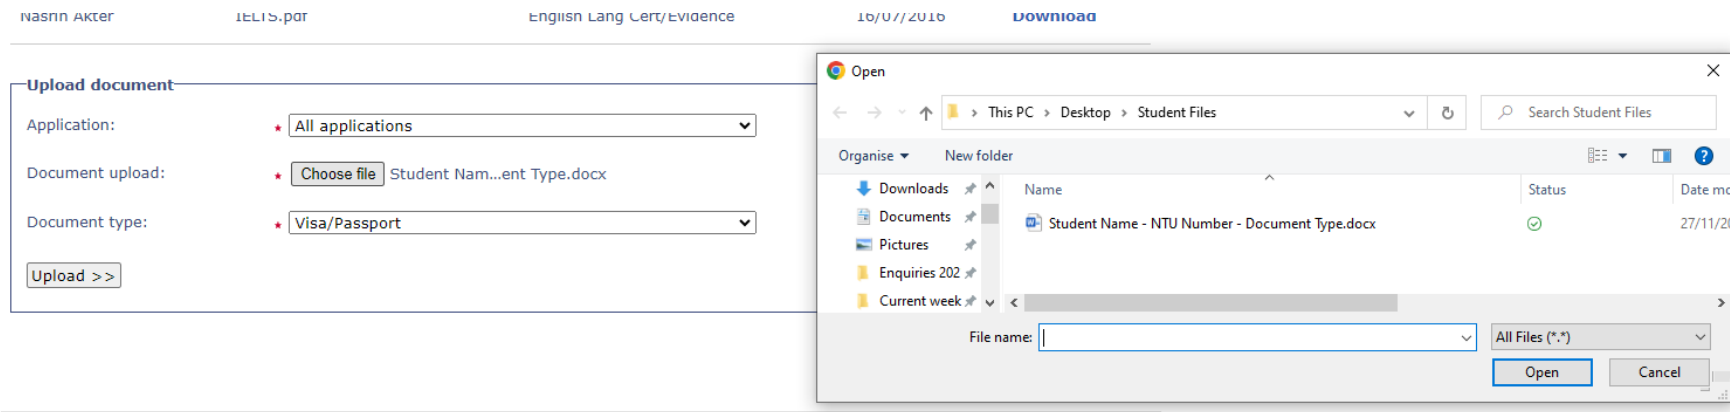 Nasrin Akter IELTS.pdf English Lang Cert/Evidence 16/07/2016 Download
Upload document
Application: * All applications
Document upload: * Choose file Student Nam...ent Type.docx
Document type: * Visa/Passport
Upload >>
Open
This PC > Desktop > Student Files
Search Student Files
Organise New folder
Downloads
Documents
Pictures
Enquiries 202
Current week
Name Status Date mo
Student Name - NTU Number - Document Type.docx 27/11/20
File name: All Files (*.*)
Open Cancel